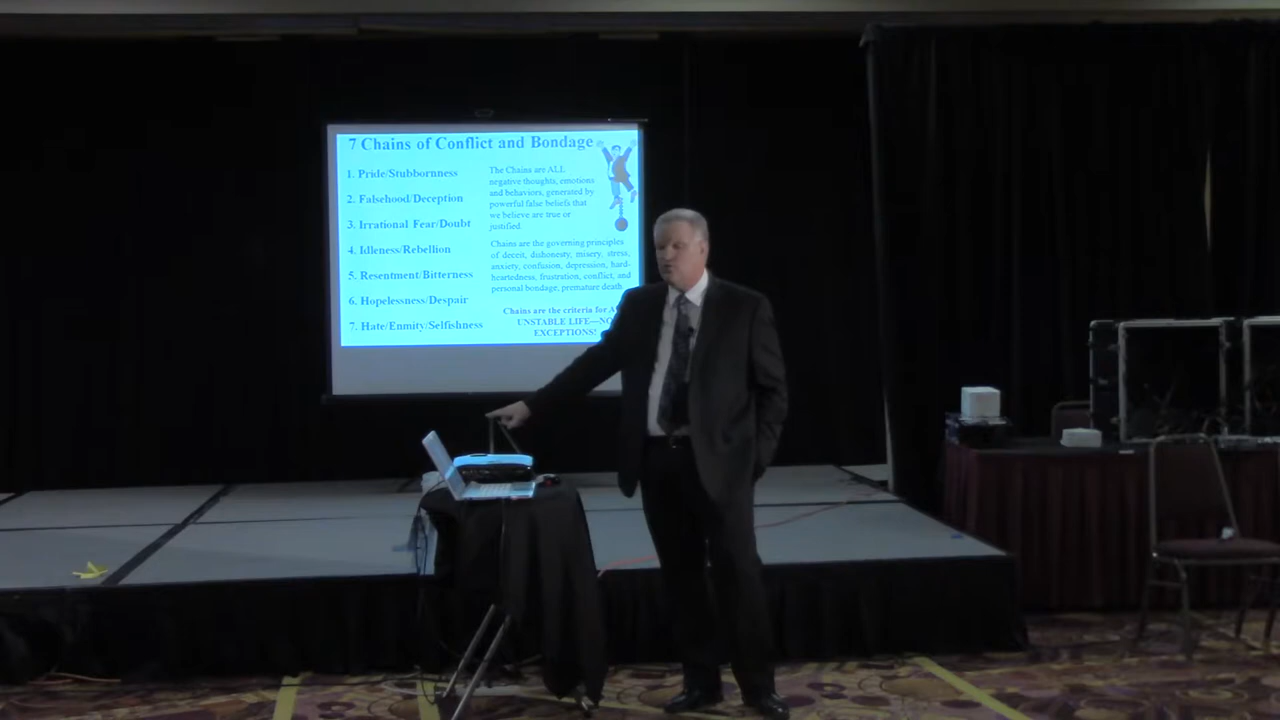 7 Chains of Conflict and Bondage
1. Pride/Stubbornness
2. Falsehood/Deception
3. Irrational Fear/Doubt
4. Idleness/Rebellion
5. Resentment/Bitterness
6. Hopelessness/Despair
7. Hate/Enmity/Selfishness
The Chains are ALL
negative thoughts, emotions
and behaviors, generated by
powerful false beliefs that
we believe are true or
justified.
Chains are the governing principles
of deceit, dishonesty, misery, stress,
anxiety, confusion, depression, hard-
heartedness, frustration, conflict, and
personal bondage, premature death
Chains are the criteria for
UNSTABLE LIFE—NO
EXCEPTIONS!